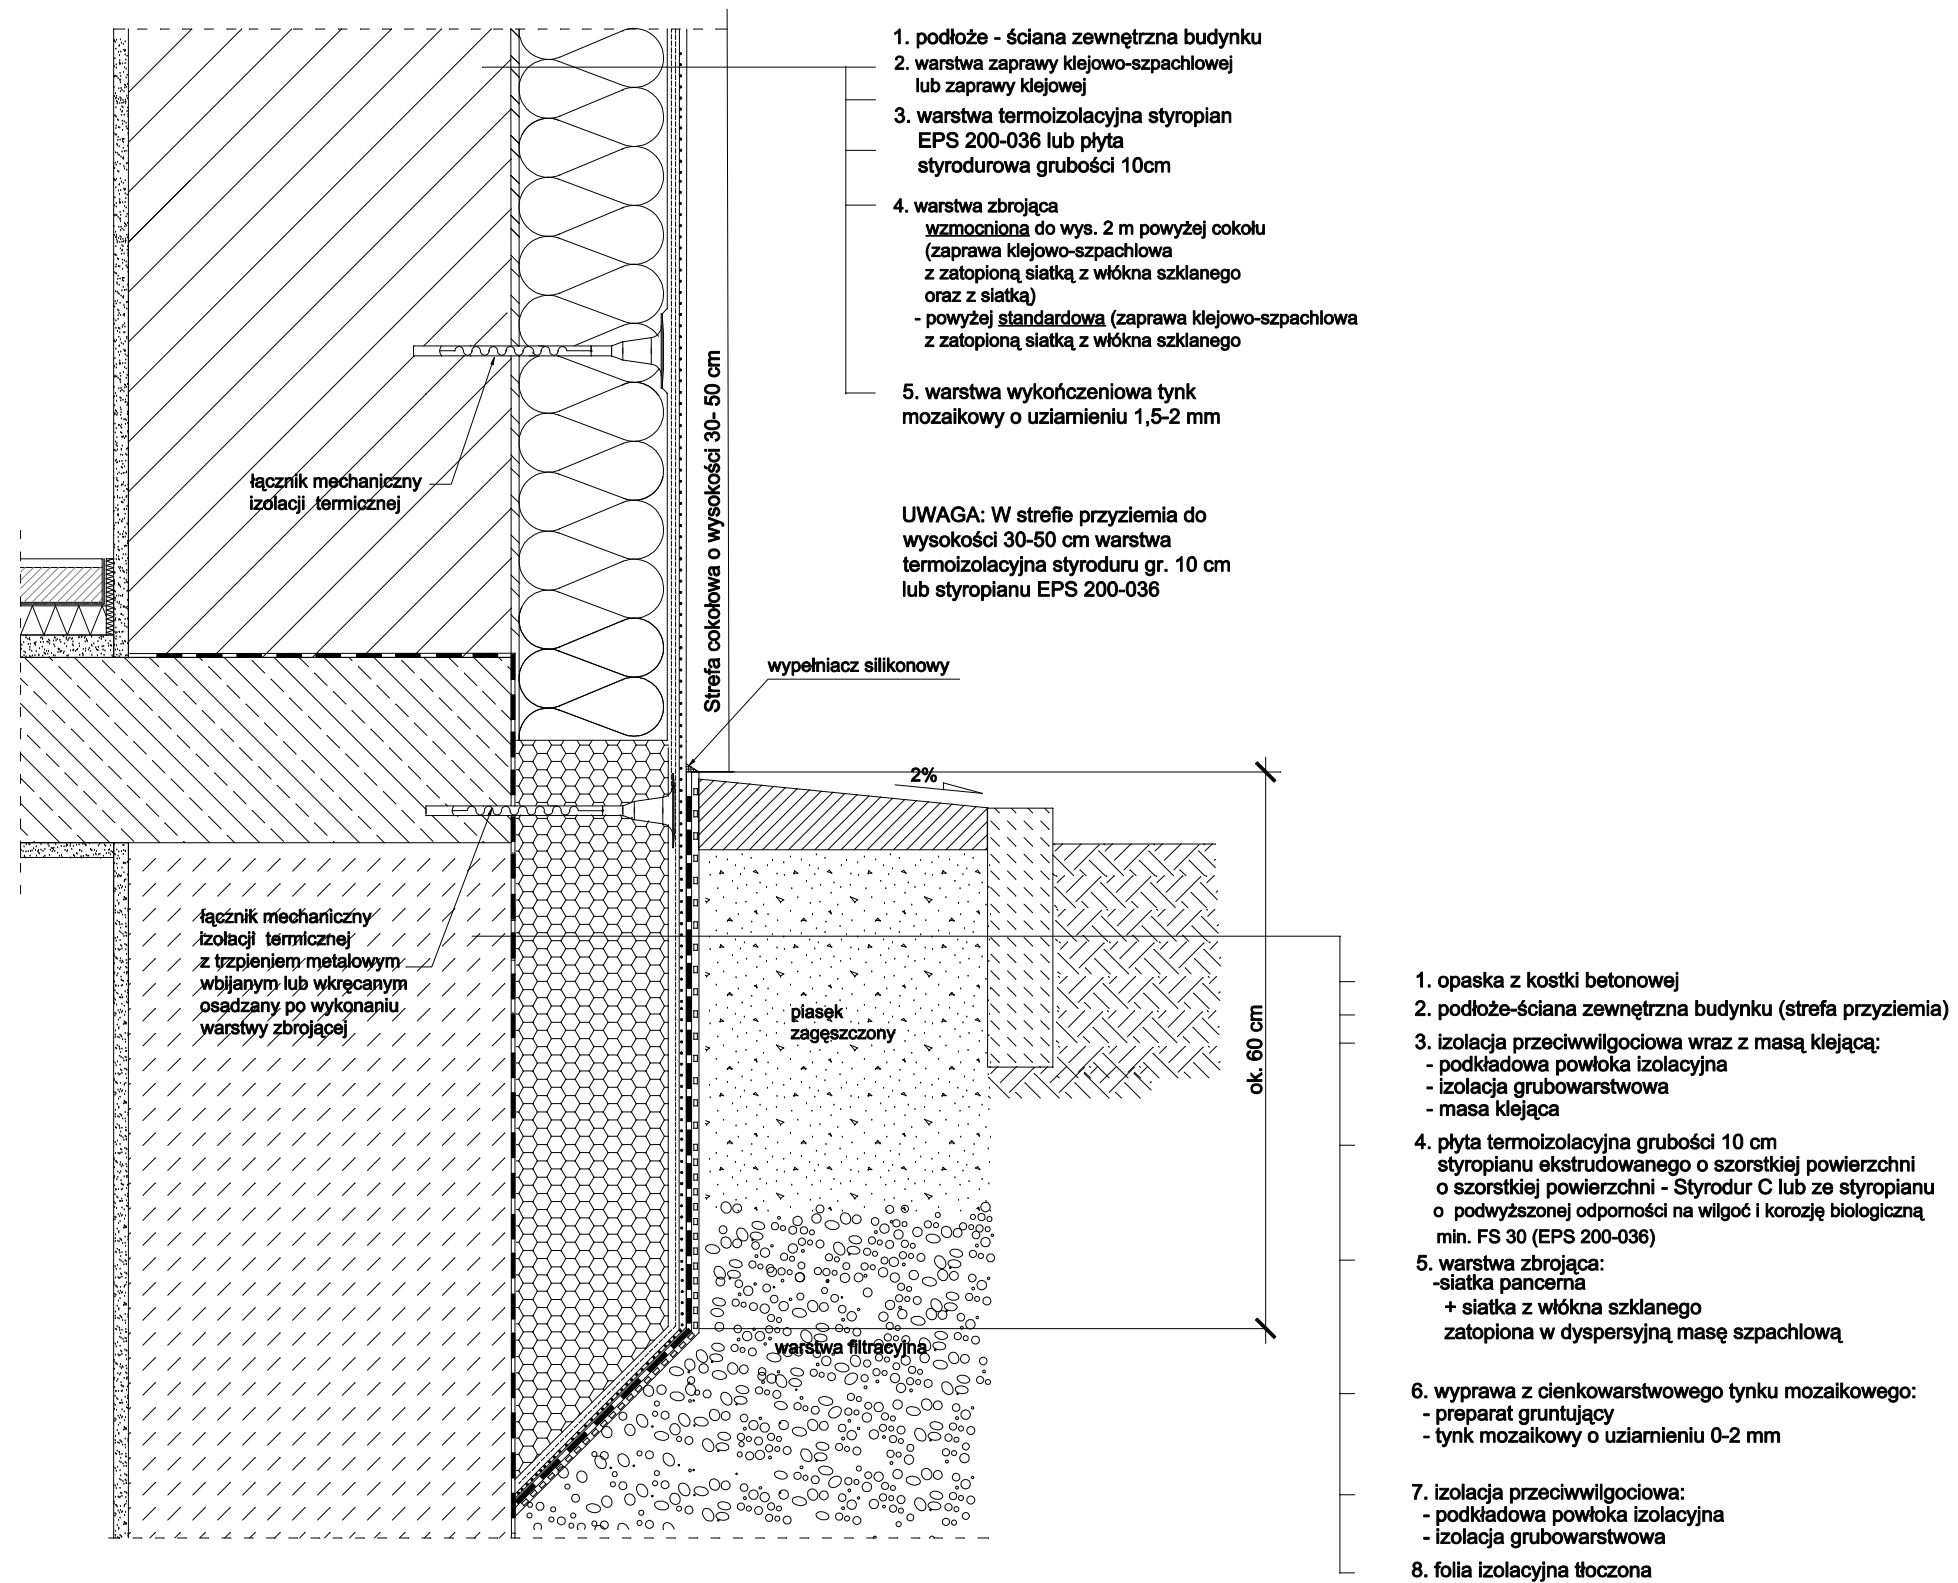 1. podłoże - ściana zewnętrzna budynku
2. warstwa zaprawy klejowo-szpachlowej
lub zaprawy klejowej
3. warstwa termoizolacyjna styropian
EPS 200-036 lub płyta
styrodurowa grubości 10cm
4. warstwa zbrojąca
wzmocniona do wys. 2 m powyżej cokołu
(zaprawa klejowo-szpachlowa
z zatopioną siatką z włókna szklanego
oraz z siatką)
- powyżej standardowa (zaprawa klejowo-szpachlowa
z zatopioną siatką z włókna szklanego
5. warstwa wykończeniowa tynk
mozaikowy o uziarnieniu 1,5-2 mm
UWAGA: W strefie przyziemia do
wysokości 30-50 cm warstwa
termoizolacyjna styroduru gr. 10 cm
lub styropianu EPS 200-036
łącznik mechaniczny
izolacji termicznej
Strefa cokołowa o wysokości 30- 50 cm
wypełniacz silikonowy
2%
łącznik mechaniczny
izolacji termicznej
z trzpieniem metalowym
wbijanym lub wkręcanym
osadzany po wykonaniu
warstwy zbrojącej
piasęk
zagęszczony
ok. 60 cm
warstwa filtracyjna
1. opaska z kostki betonowej
2. podłoże-ściana zewnętrzna budynku (strefa przyziemia)
3. izolacja przeciwwilgociowa wraz z masą klejącą:
- podkładowa powłoka izolacyjna
- izolacja grubowarstwowa
- masa klejąca
4. płyta termoizolacyjna grubości 10 cm
styropianu ekstrudowanego o szorstkiej powierzchni
o szorstkiej powierzchni - Styrodur C lub ze styropianu
o podwyższonej odporności na wilgoć i korozję biologiczną
min. FS 30 (EPS 200-036)
5. warstwa zbrojąca:
-siatka pancerna
+ siatka z włókna szklanego
zatopiona w dyspersyjną masę szpachlową
6. wyprawa z cienkowarstwowego tynku mozaikowego:
- preparat gruntujący
- tynk mozaikowy o uziarnieniu 0-2 mm
7. izolacja przeciwwilgociowa:
- podkładowa powłoka izolacyjna
- izolacja grubowarstwowa
8. folia izolacyjna tłoczona